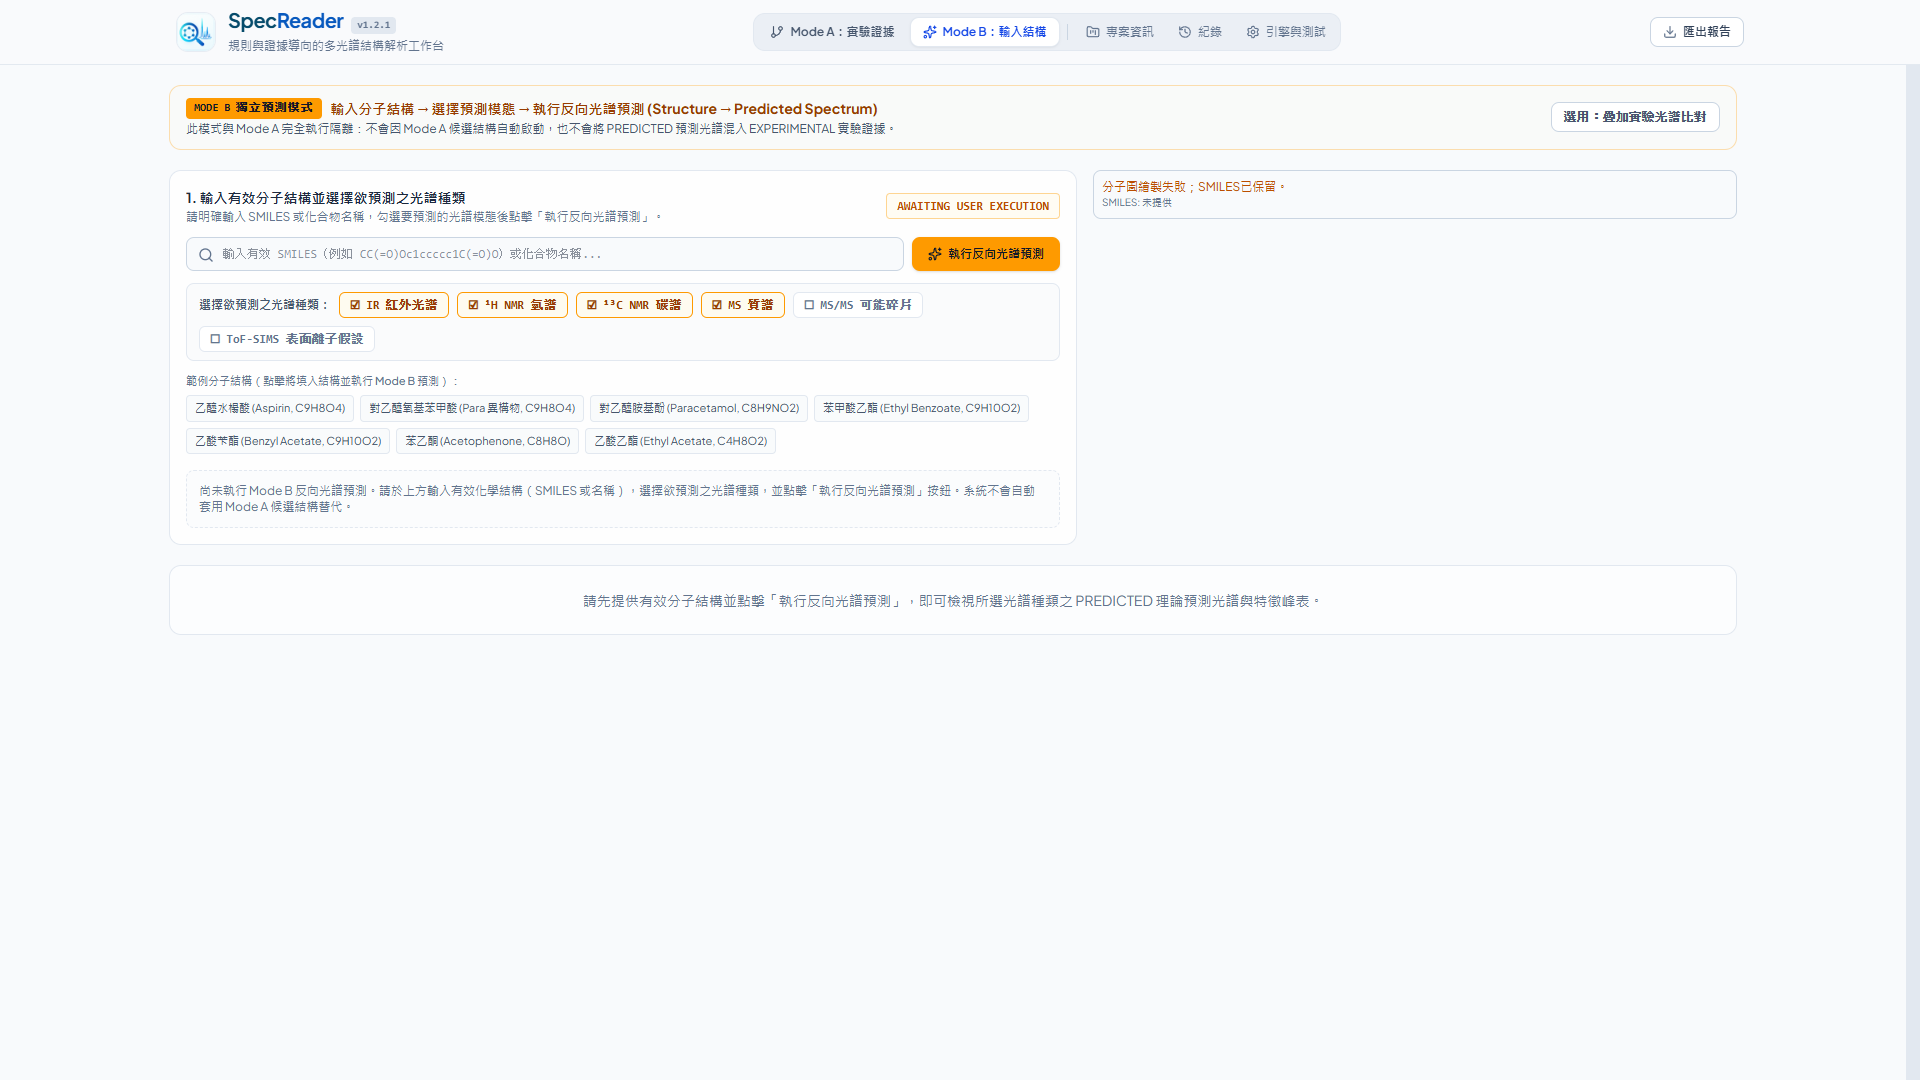 SpecReader v1.2.1
規則與證據導向的多光譜結構解析工作台
Mode A：實驗證據
Mode B：輸入結構
專案資訊
紀錄
引擎與測試
匯出報告
MODE B 獨立預測模式 輸入分子結構 → 選擇預測模態 → 執行反向光譜預測 (Structure → Predicted Spectrum)
此模式與 Mode A 完全執行隔離：不會因 Mode A 候選結構自動啟動，也不會將 PREDICTED 預測光譜混入 EXPERIMENTAL 實驗證據。
選用：疊加實驗光譜比對
1. 輸入有效分子結構並選擇欲預測之光譜種類
請明確輸入 SMILES 或化合物名稱，勾選要預測的光譜模態後點擊「執行反向光譜預測」。
AWAITING USER EXECUTION
輸入有效 SMILES（例如 CC(=O)Oc1ccccc1C(=O)O）或化合物名稱...
執行反向光譜預測
選擇欲預測之光譜種類：
☑ IR 紅外光譜
☑ ¹H NMR 氫譜
☑ ¹³C NMR 碳譜
☑ MS 質譜
☐ MS/MS 可能碎片
☐ ToF-SIMS 表面離子假設
範例分子結構（點擊將填入結構並執行 Mode B 預測）：
乙醯水楊酸 (Aspirin, C9H8O4)
對乙醯氧基苯甲酸 (Para 異構物, C9H8O4)
對乙醯胺基酚 (Paracetamol, C8H9NO2)
苯甲酸乙酯 (Ethyl Benzoate, C9H10O2)
乙酸苄酯 (Benzyl Acetate, C9H10O2)
苯乙酮 (Acetophenone, C8H8O)
乙酸乙酯 (Ethyl Acetate, C4H8O2)
尚未執行 Mode B 反向光譜預測。請於上方輸入有效化學結構（SMILES 或名稱），選擇欲預測之光譜種類，並點擊「執行反向光譜預測」按鈕。系統不會自動
套用 Mode A 候選結構替代。
分子圖繪製失敗；SMILES已保留。
SMILES: 未提供
請先提供有效分子結構並點擊「執行反向光譜預測」，即可檢視所選光譜種類之 PREDICTED 理論預測光譜與特徵峰表。